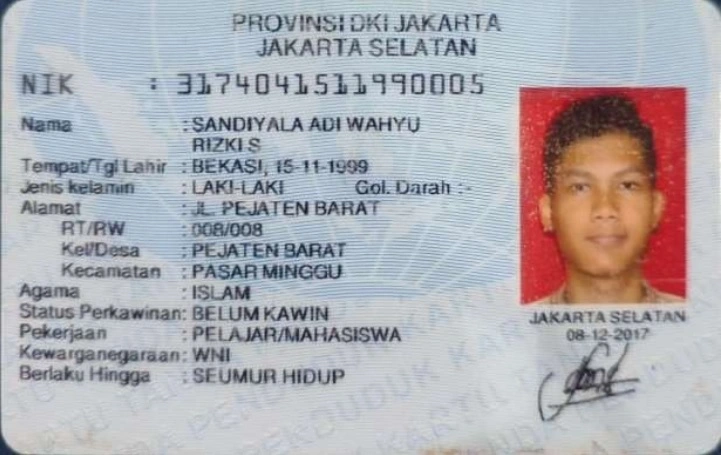 PROVINSI DKI JAKARTA
JAKARTA SELATAN
NIK : 3174041511990005
Nama : SANDIYALA ADI WAHYU
RIZKI S
Tempat/Tgl Lahir : BEKASI, 15-11-1999
Jenis kelamin : LAKI-LAKI Gol. Darah :-
Alamat : JL. PEJATEN BARAT
RT/RW : 008/008
Kel/Desa : PEJATEN BARAT
Kecamatan : PASAR MINGGU
Agama : ISLAM
Status Perkawinan: BELUM KAWIN
Pekerjaan : PELAJAR/MAHASISWA
Kewarganegaraan: WNI
Berlaku Hingga : SEUMUR HIDUP
JAKARTA SELATAN
08-12-2017